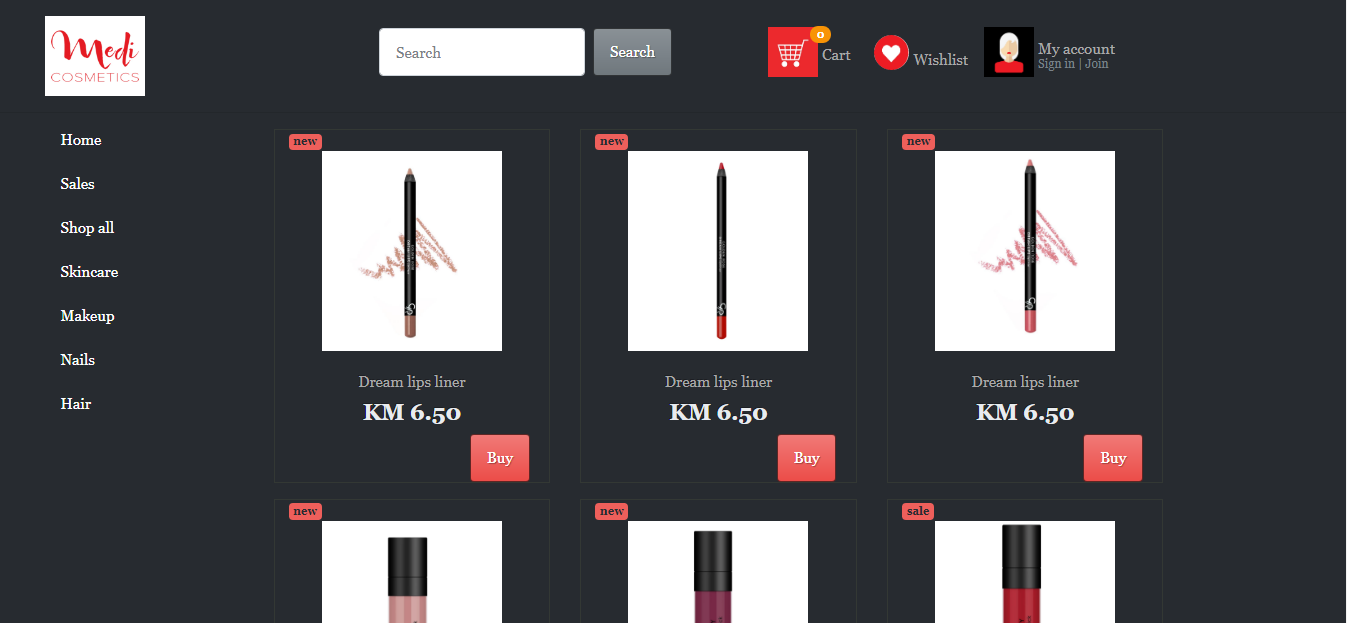 Medi
COSMETICS
Search
Search
0
Cart
Wishlist
My account
Sign in | Join
Home
Sales
Shop all
Skincare
Makeup
Nails
Hair
new
new
new
Dream lips liner
Dream lips liner
Dream lips liner
KM 6.50
KM 6.50
KM 6.50
Buy
Buy
Buy
new
new
sale